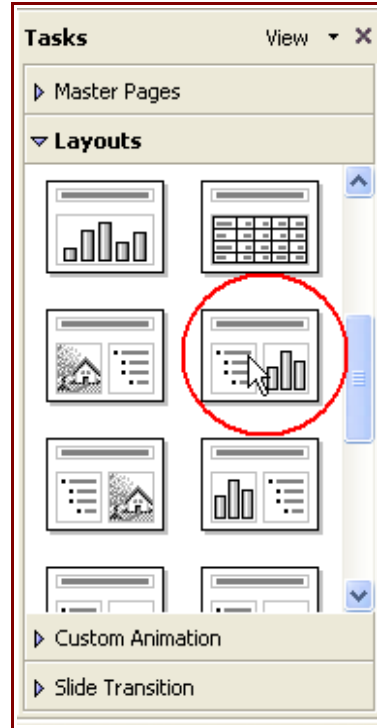 Tasks View
Master Pages
Layouts
Custom Animation
Slide Transition